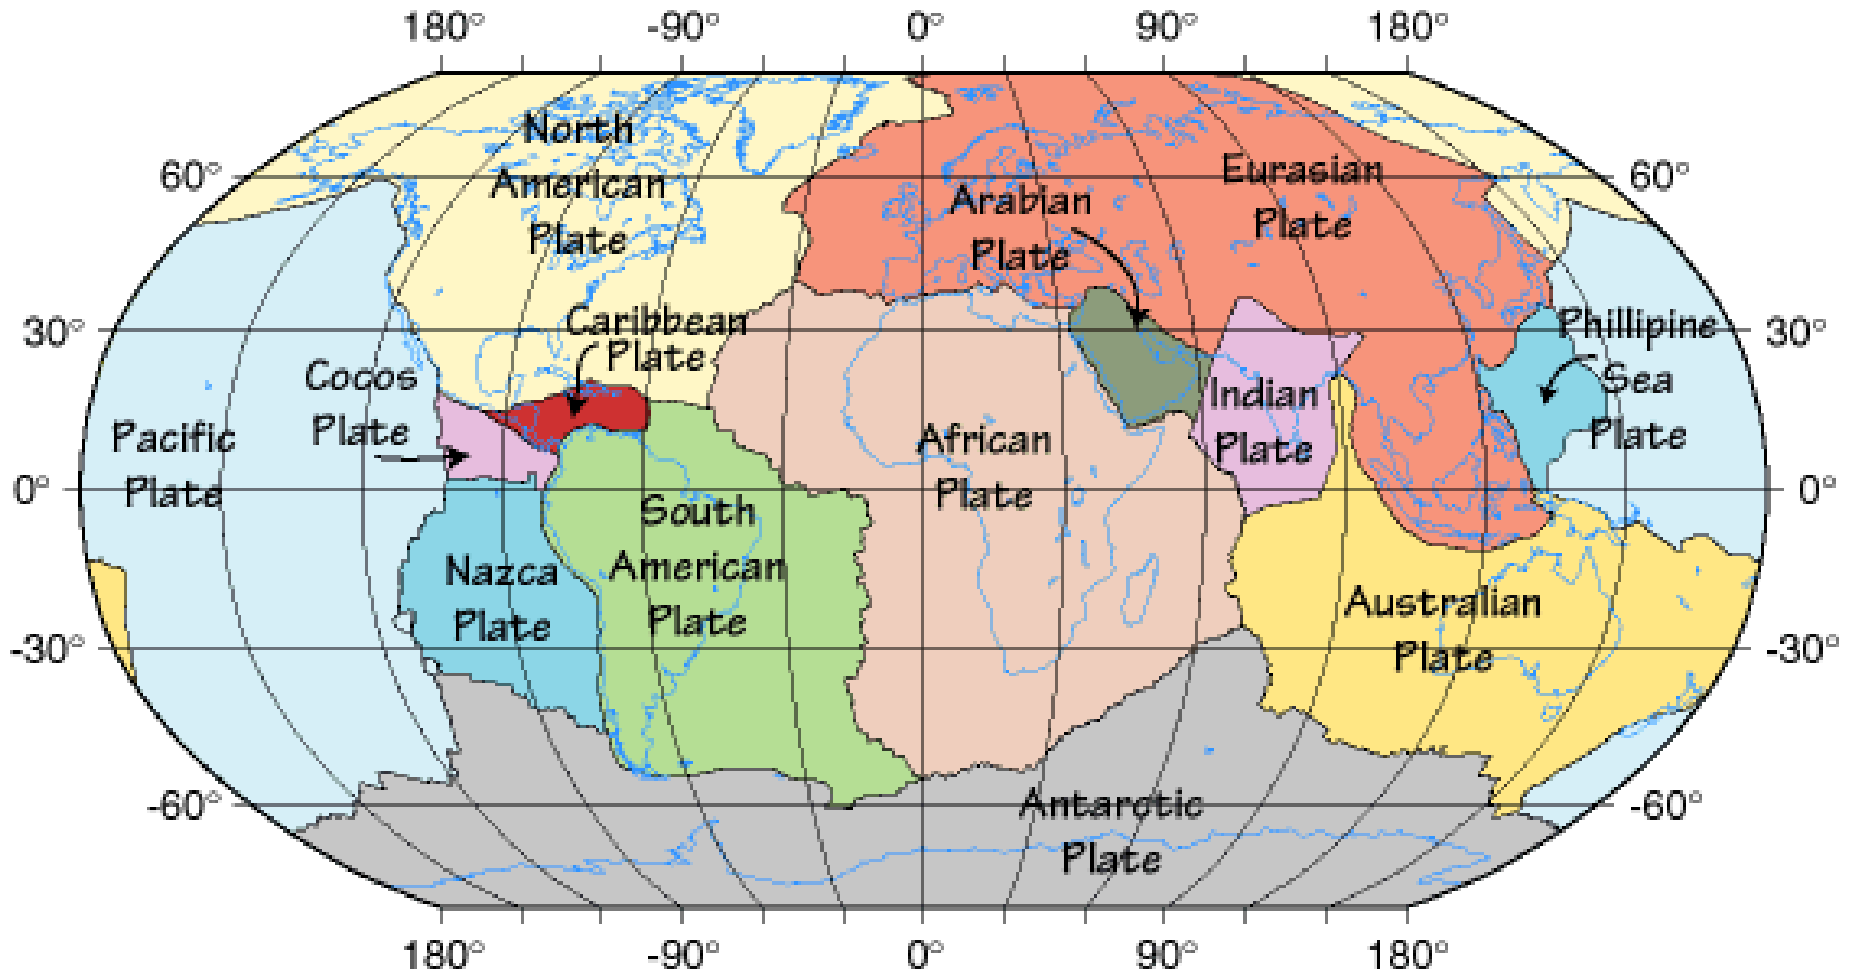 180° -90° 0° 90° 180°
North
American
Plate
Eurasian
Plate
Arabian
Plate
60° 60°
Caribbean
Plate
Phillipine
Sea
Plate
30° 30°
Cocos
Plate
Indian
Plate
Pacific
Plate
African
Plate
0° 0°
South
American
Plate
Nazca
Plate
Australian
Plate
-30° -30°
Antarctic
Plate
-60° -60°
180° -90° 0° 90° 180°